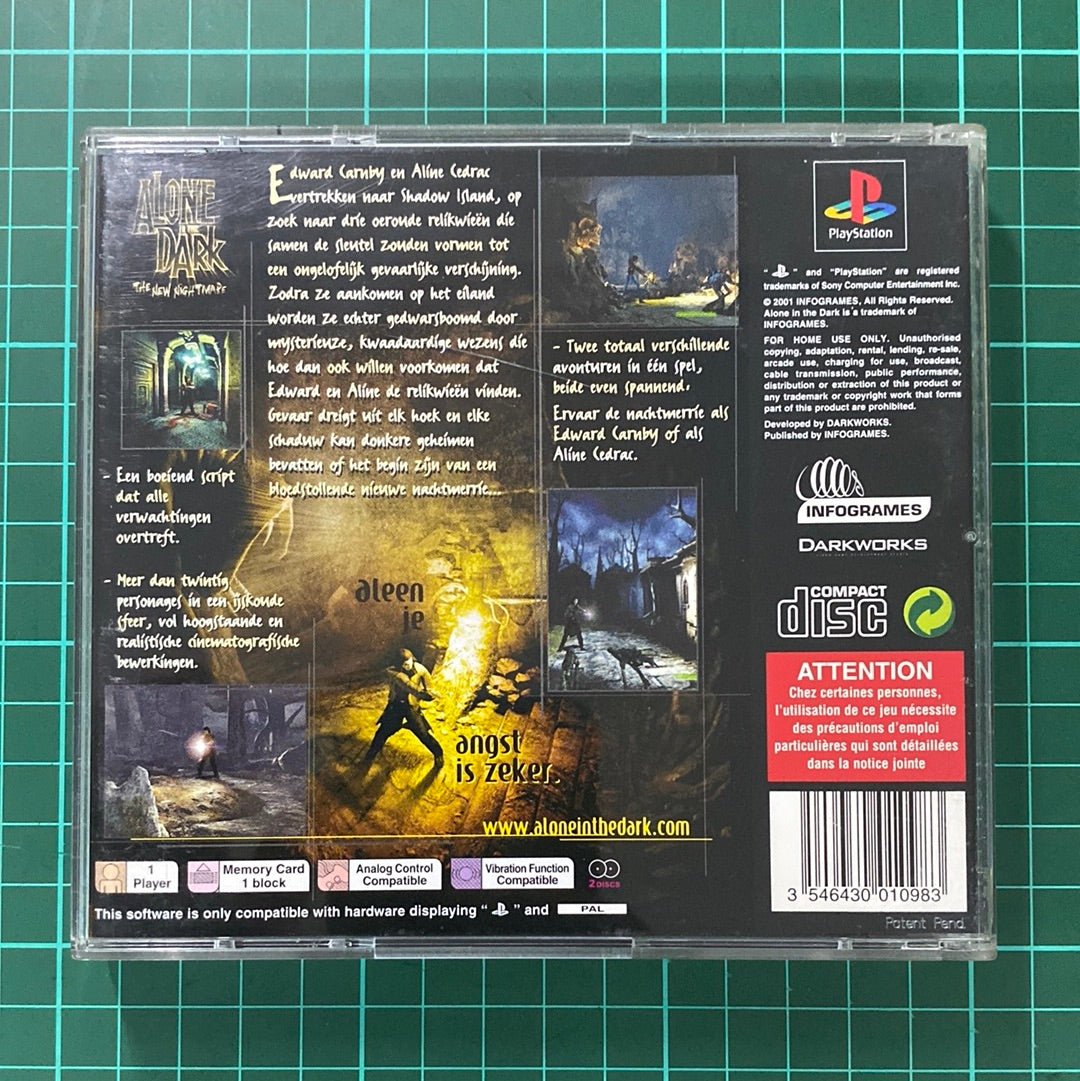 ALONE
IN THE
DARK
THE NEW NIGHTMARE
Edward Carnby en Aline Cedrac
vertrekken naar Shadow Island, op
zoek naar drie oeroude relikwieën die
samen de sleutel zouden vormen tot
een ongelofelijk gevaarlijke verschijning.
Zodra ze aankomen op het eiland
worden ze echter gedwarsboomd door
mysterieuze, kwaadaardige wezens die
hoe dan ook willen voorkomen dat
Edward en Aline de relikwieën vinden.
Gevaar dreigt uit elk hoek en elke
schaduw kan donkere geheimen
bevatten of het begin zijn van een
bloedstollende nieuwe nachtmerrie...
- Een boeiend script
dat alle
verwachtingen
overtreft.
- Meer dan twintig
personages in een ijskoude
sfeer, vol hoogstaande en
realistische cinematografische
bewerkingen.
- Twee totaal verschillende
avonturen in één spel,
beide even spannend.
Ervaar de nachtmerrie als
Edward Carnby of als
Aline Cedrac.
aleen
je
angst
is zeker.
www.aloneinthedark.com
PlayStation
" " and "PlayStation" are registered
trademarks of Sony Computer Entertainment Inc.
© 2001 INFOGRAMES, All Rights Reserved.
Alone in the Dark is a trademark of
INFOGRAMES.
FOR HOME USE ONLY. Unauthorised
copying, adaptation, rental, lending, re-sale,
arcade use, charging for use, broadcast,
cable transmission, public performance,
distribution or extraction of this product or
any trademark or copyright work that forms
part of this product are prohibited.
Developed by DARKWORKS.
Published by INFOGRAMES.
INFOGRAMES
DARKWORKS
COMPACT
disc
ATTENTION
Chez certaines personnes,
l'utilisation de ce jeu nécessite
des précautions d'emploi
particulières qui sont détaillées
dans la notice jointe
3 546430 010983
Patent Pend.
1
Player
Memory Card
1 block
Analog Control
Compatible
Vibration Function
Compatible
2 DISCS
This software is only compatible with hardware displaying " " and PAL